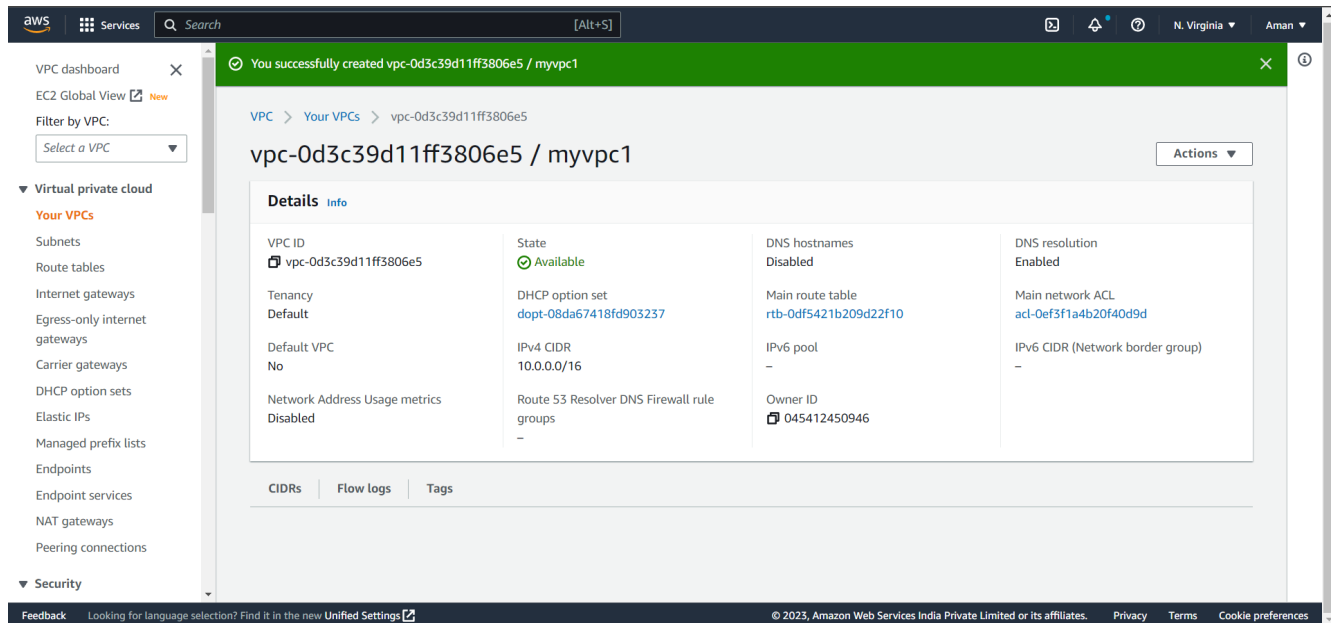 aws
Services
Search
[Alt+S]
N. Virginia
Aman
VPC dashboard
EC2 Global View New
Filter by VPC:
Select a VPC
Virtual private cloud
Your VPCs
Subnets
Route tables
Internet gateways
Egress-only internet
gateways
Carrier gateways
DHCP option sets
Elastic IPs
Managed prefix lists
Endpoints
Endpoint services
NAT gateways
Peering connections
Security
You successfully created vpc-0d3c39d11ff3806e5 / myvpc1
VPC > Your VPCs > vpc-0d3c39d11ff3806e5
vpc-0d3c39d11ff3806e5 / myvpc1
Actions
Details Info
VPC ID
vpc-0d3c39d11ff3806e5
State
Available
DNS hostnames
Disabled
DNS resolution
Enabled
Tenancy
Default
DHCP option set
dopt-08da67418fd903237
Main route table
rtb-0df5421b209d22f10
Main network ACL
acl-0ef3f1a4b20f40d9d
Default VPC
No
IPv4 CIDR
10.0.0.0/16
IPv6 pool
–
IPv6 CIDR (Network border group)
–
Network Address Usage metrics
Disabled
Route 53 Resolver DNS Firewall rule
groups
–
Owner ID
045412450946
CIDRs
Flow logs
Tags
Feedback
Looking for language selection? Find it in the new Unified Settings
© 2023, Amazon Web Services India Private Limited or its affiliates.
Privacy
Terms
Cookie preferences